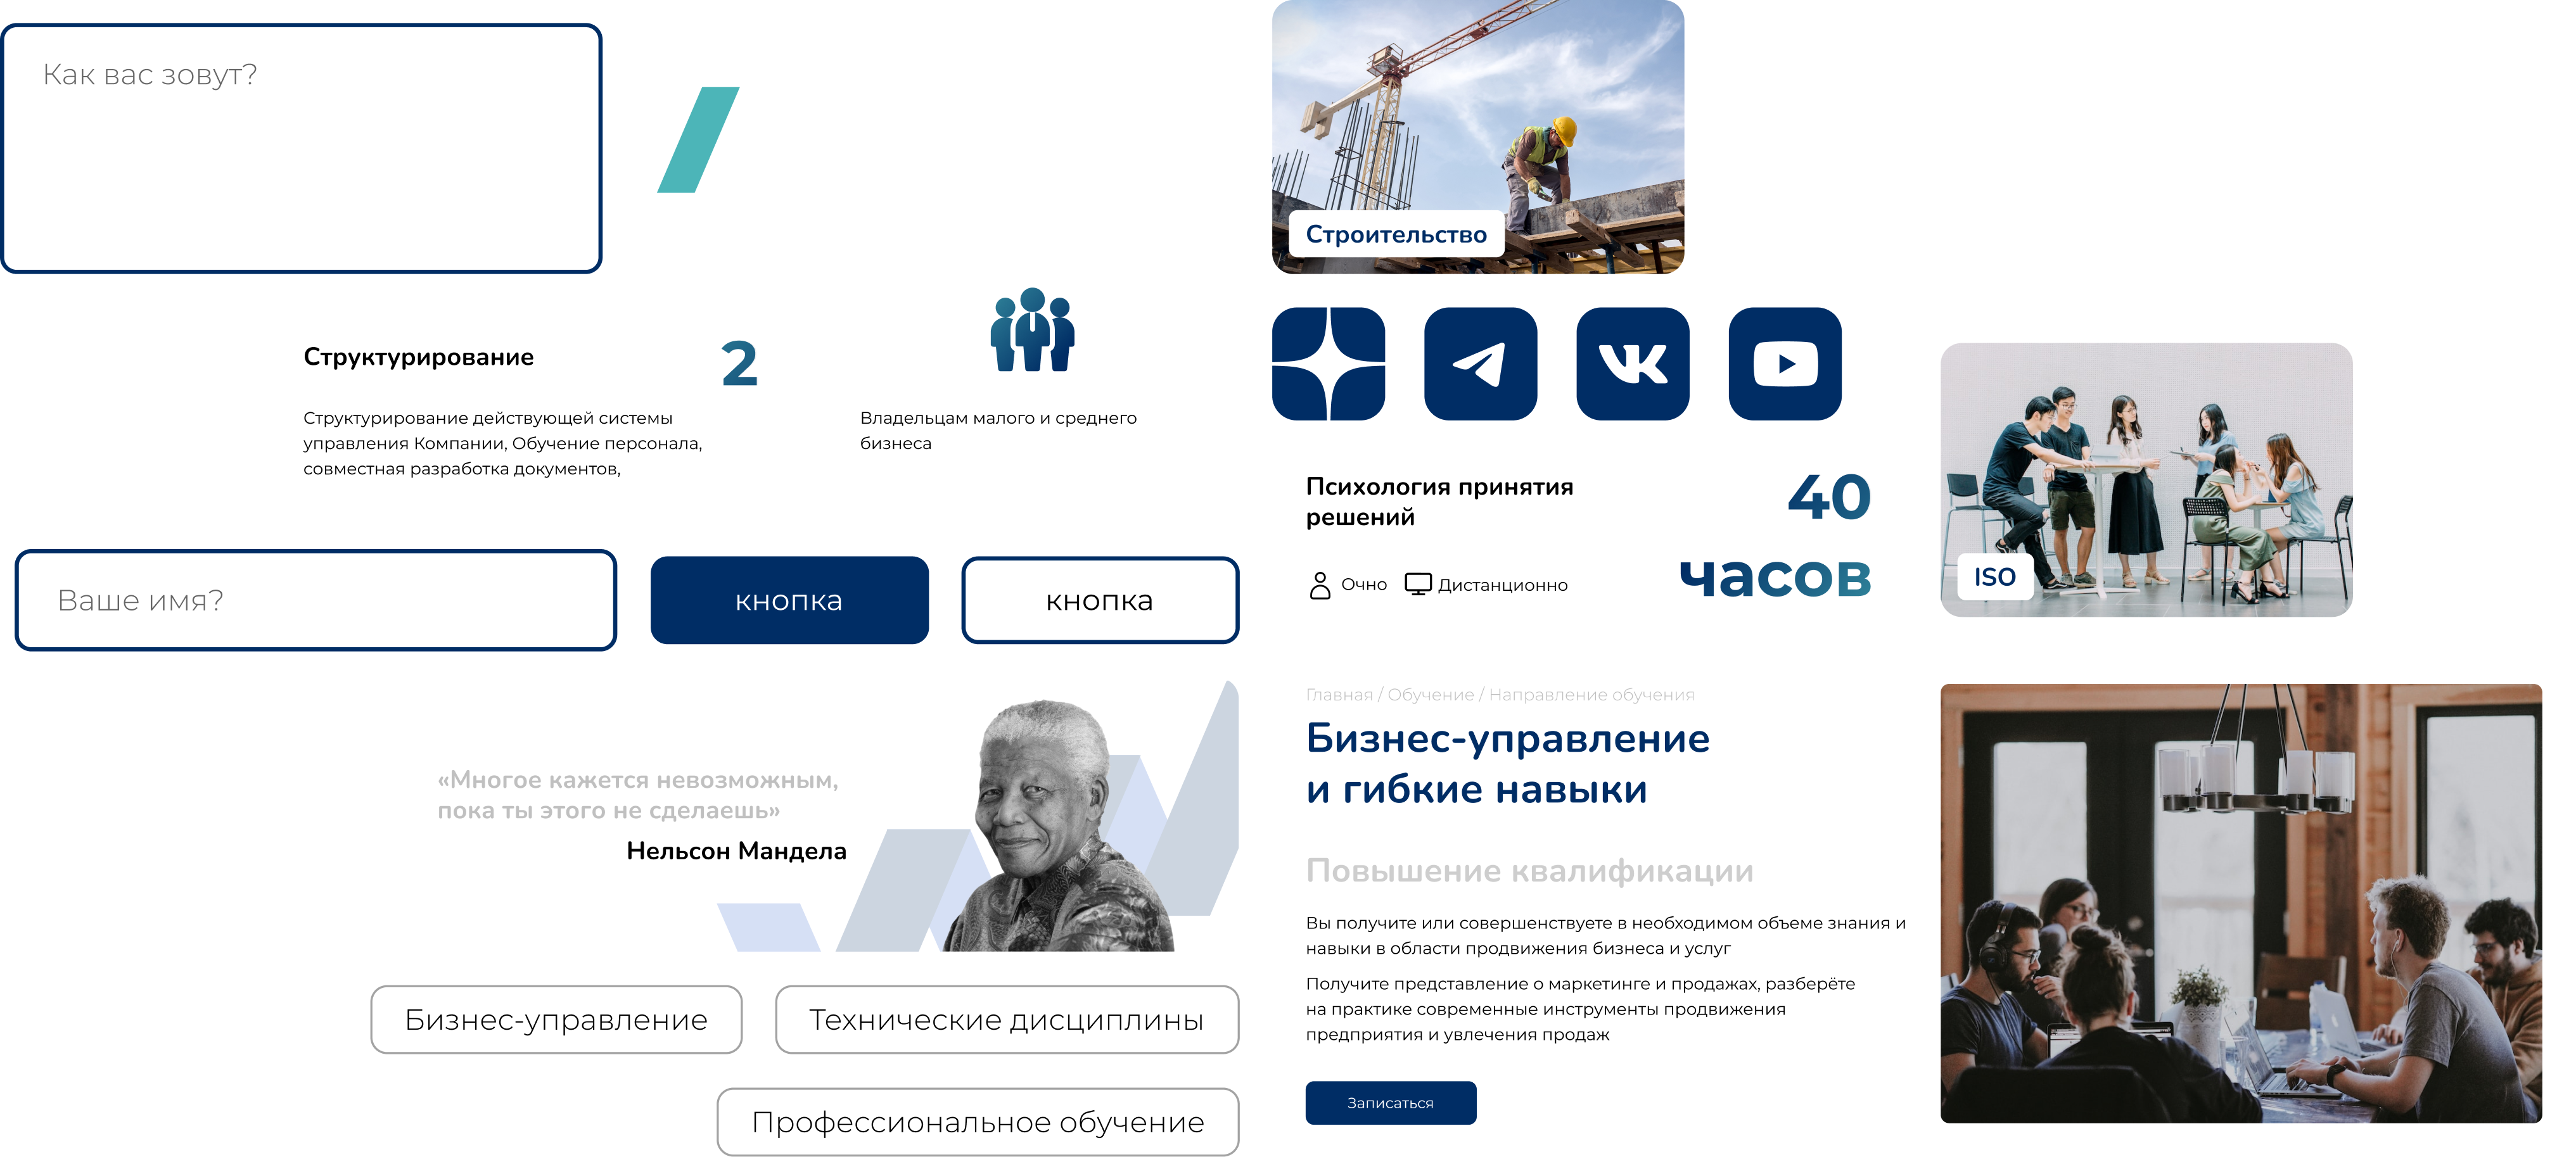 Как вас зовут?
Структурирование
2
Структурирование действующей системы
управления Компании, Обучение персонала,
совместная разработка документов,
Владельцам малого и среднего
бизнеса
Ваше имя?
кнопка
кнопка
«Многое кажется невозможным,
пока ты этого не сделаешь»
Нельсон Мандела
Бизнес-управление
Технические дисциплины
Профессиональное обучение
Строительство
Психология принятия
решений
40
часов
Очно
Дистанционно
ISO
Главная / Обучение / Направление обучения
Бизнес-управление
и гибкие навыки
Повышение квалификации
Вы получите или совершенствуете в необходимом объеме знания и
навыки в области продвижения бизнеса и услуг
Получите представление о маркетинге и продажах, разберёте
на практике современные инструменты продвижения
предприятия и увлечения продаж
Записаться